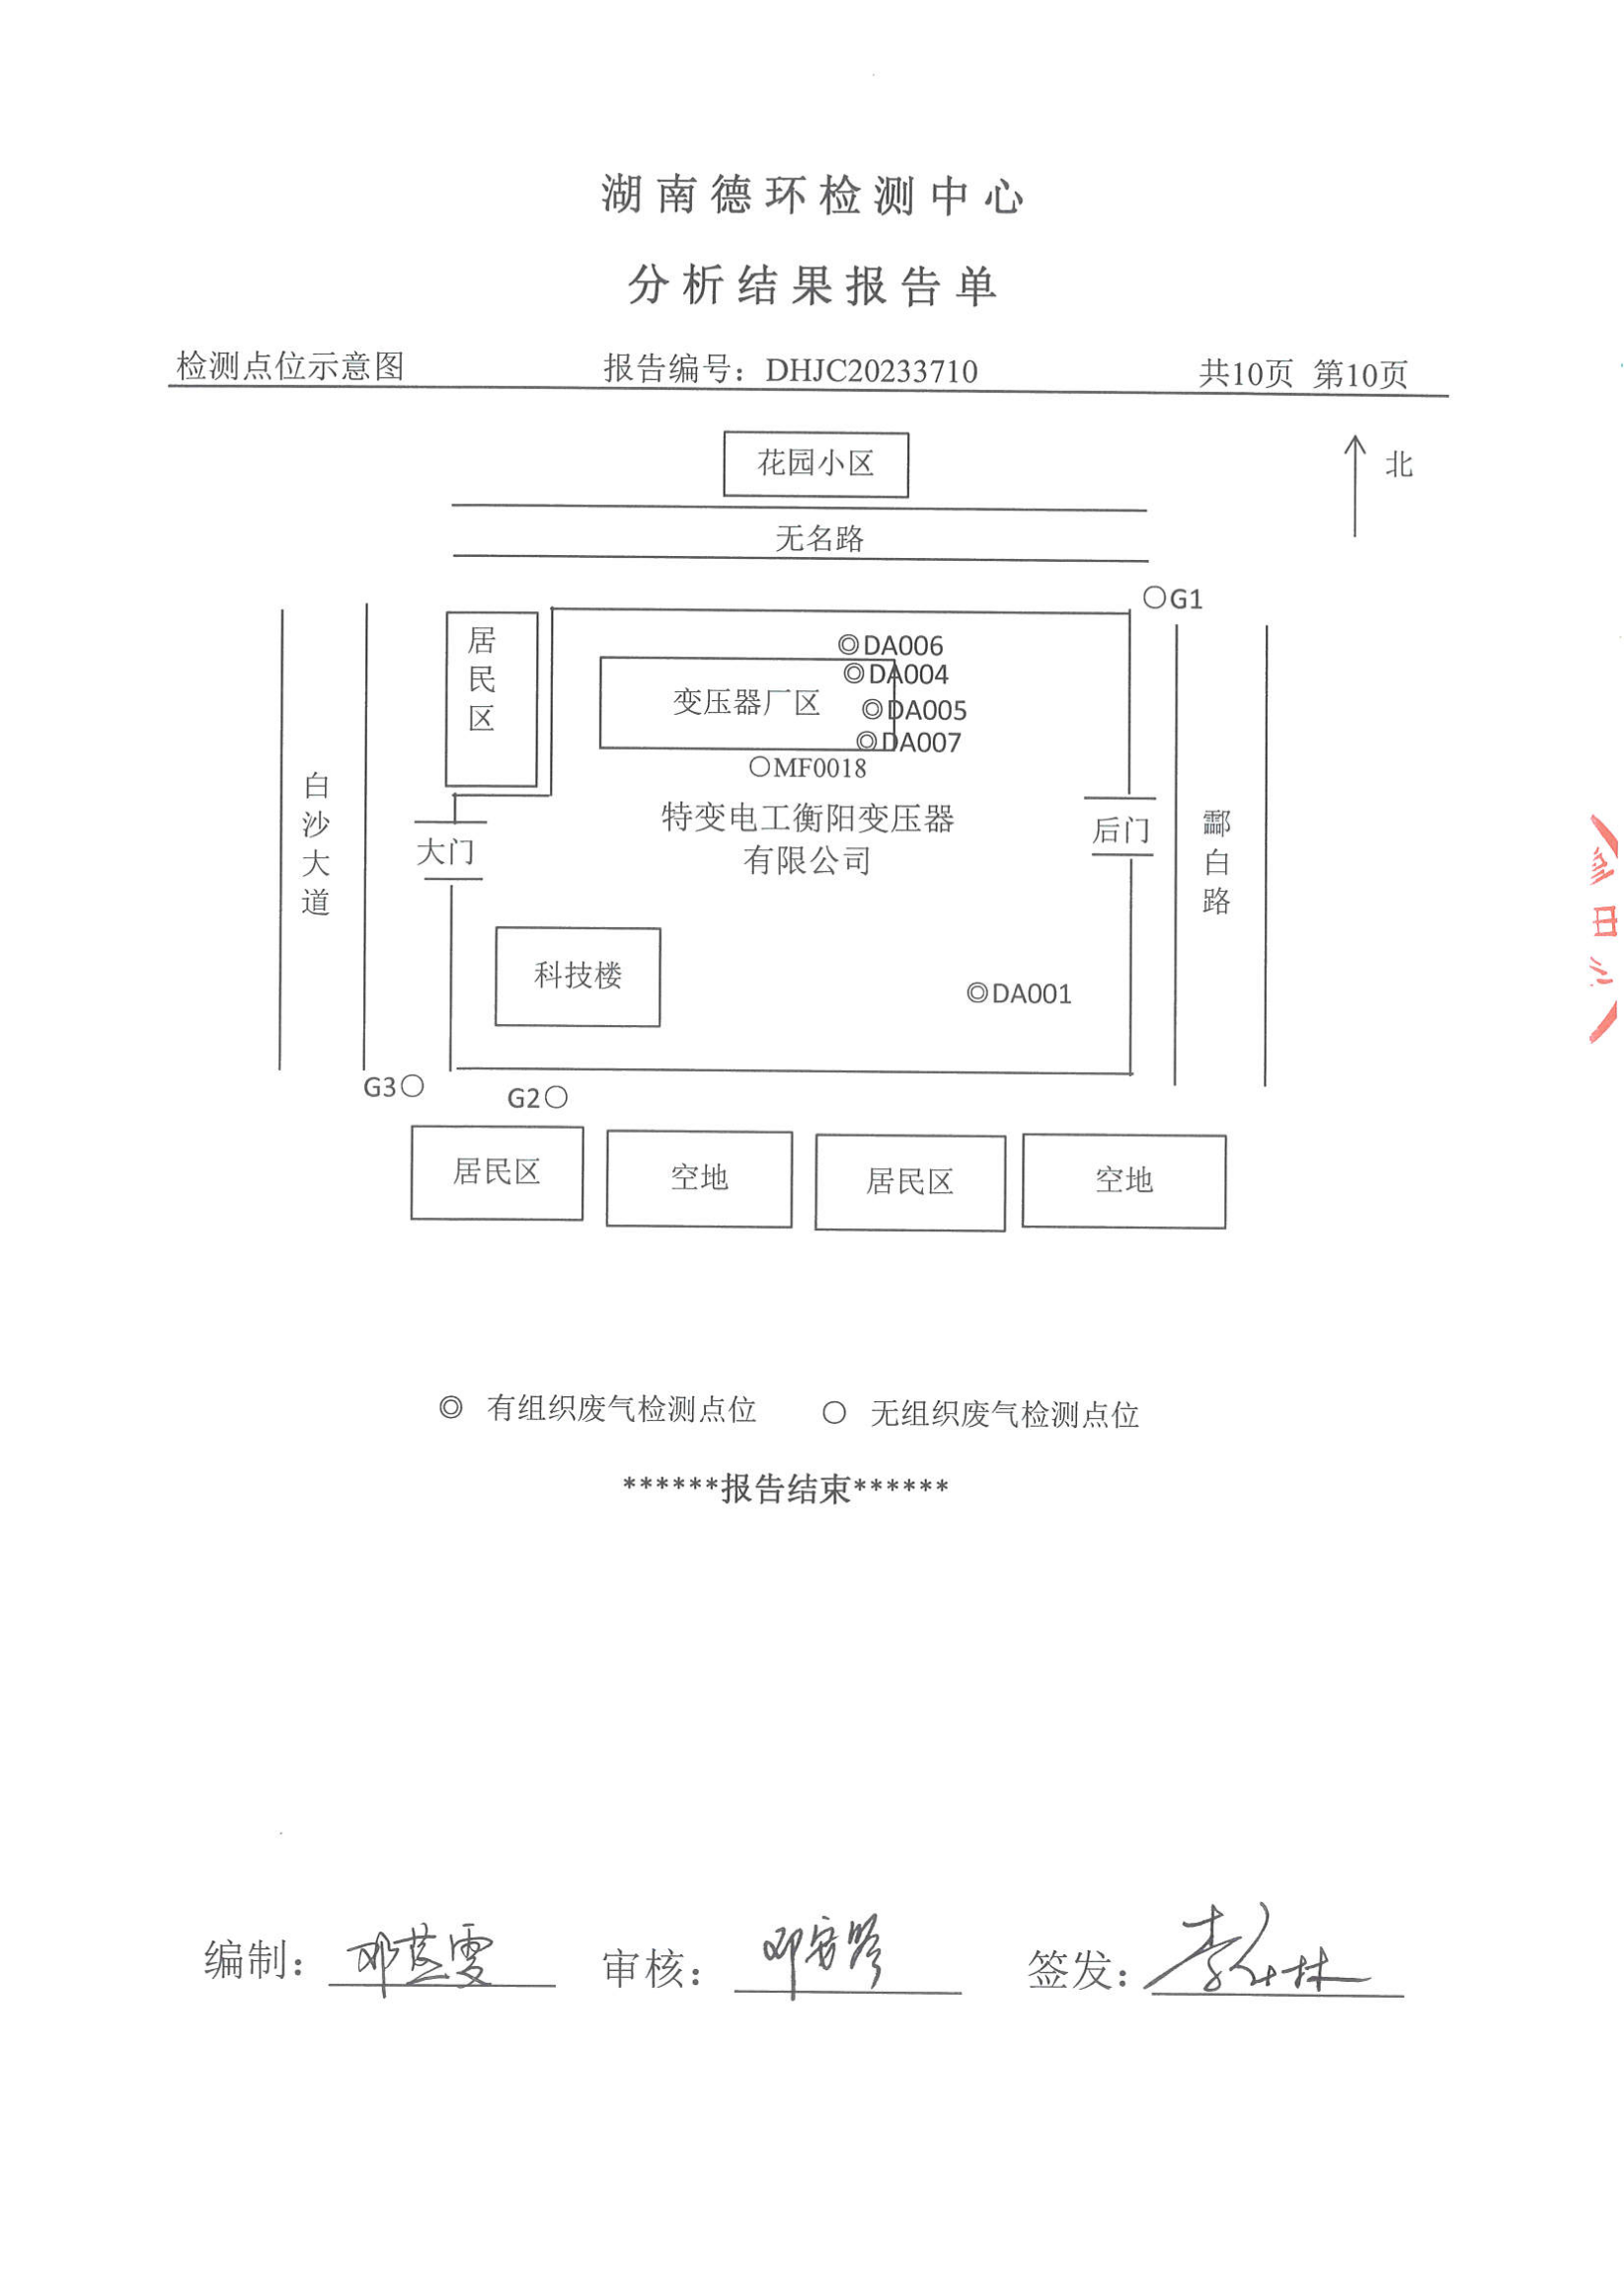 湖南德环检测中心
分析结果报告单
检测点位示意图 报告编号：DHJC20233710 共10页 第10页
花园小区
北
无名路
○G1
居民区
◎DA006
◎DA004
变压器厂区
◎DA005
◎DA007
○MF0018
白沙大道
特变电工衡阳变压器
有限公司
大门
后门
酃白路
科技楼
◎DA001
G3○
G2○
居民区 空地 居民区 空地
◎ 有组织废气检测点位 ○ 无组织废气检测点位
******报告结束******
编制： 审核： 签发：